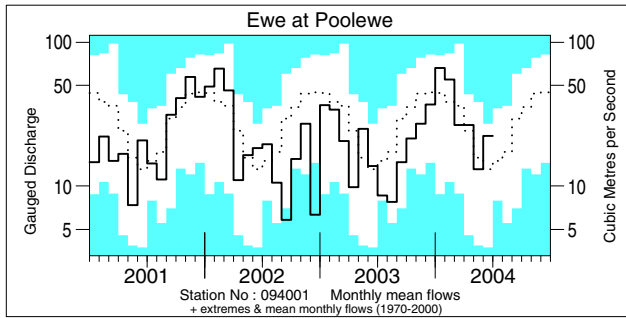 Ewe at Poolewe
100 100
50 50
10 10
5 5
Gauged Discharge
Cubic Metres per Second
2001 2002 2003 2004
Station No : 094001 Monthly mean flows
+ extremes & mean monthly flows (1970-2000)